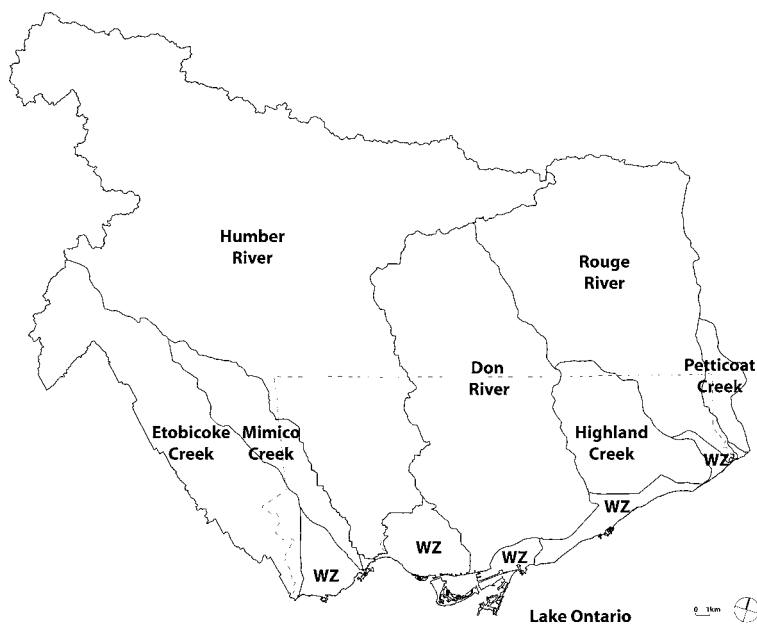 Humber
River
Rouge
River
Don
River
Petticoat
Creek
Etobicoke
Creek
Mimico
Creek
Highland
Creek
WZ
WZ
WZ
WZ
WZ
Lake Ontario
0 1km